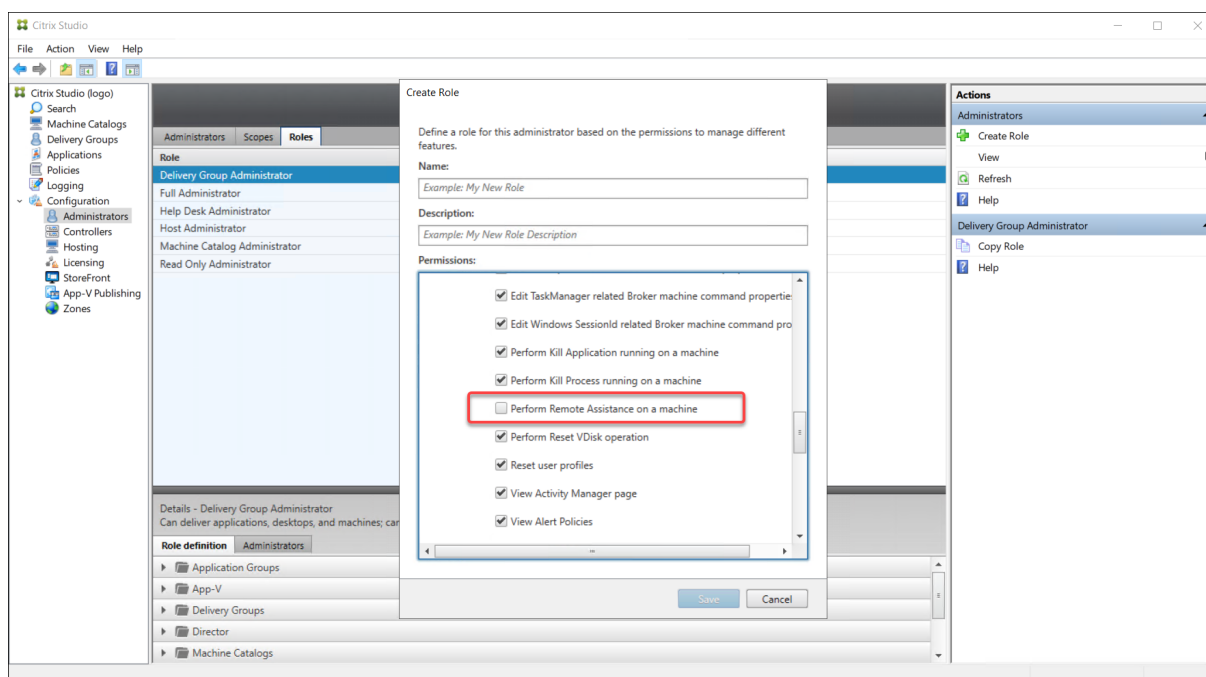 Citrix Studio
File Action View Help
Citrix Studio (logo)
Search
Machine Catalogs
Delivery Groups
Applications
Policies
Logging
Configuration
Administrators
Controllers
Hosting
Licensing
StoreFront
App-V Publishing
Zones
Administrators Scopes Roles
Role
Delivery Group Administrator
Full Administrator
Help Desk Administrator
Host Administrator
Machine Catalog Administrator
Read Only Administrator
Details - Delivery Group Administrator
Can deliver applications, desktops, and machines; car
Role definition Administrators
Application Groups
App-V
Delivery Groups
Director
Machine Catalogs
Create Role
Define a role for this administrator based on the permissions to manage different
features.
Name:
Example: My New Role
Description:
Example: My New Role Description
Permissions:
Edit TaskManager related Broker machine command propertie
Edit Windows SessionId related Broker machine command pro
Perform Kill Application running on a machine
Perform Kill Process running on a machine
Perform Remote Assistance on a machine
Perform Reset VDisk operation
Reset user profiles
View Activity Manager page
View Alert Policies
Save Cancel
Actions
Administrators
Create Role
View
Refresh
Help
Delivery Group Administrator
Copy Role
Help